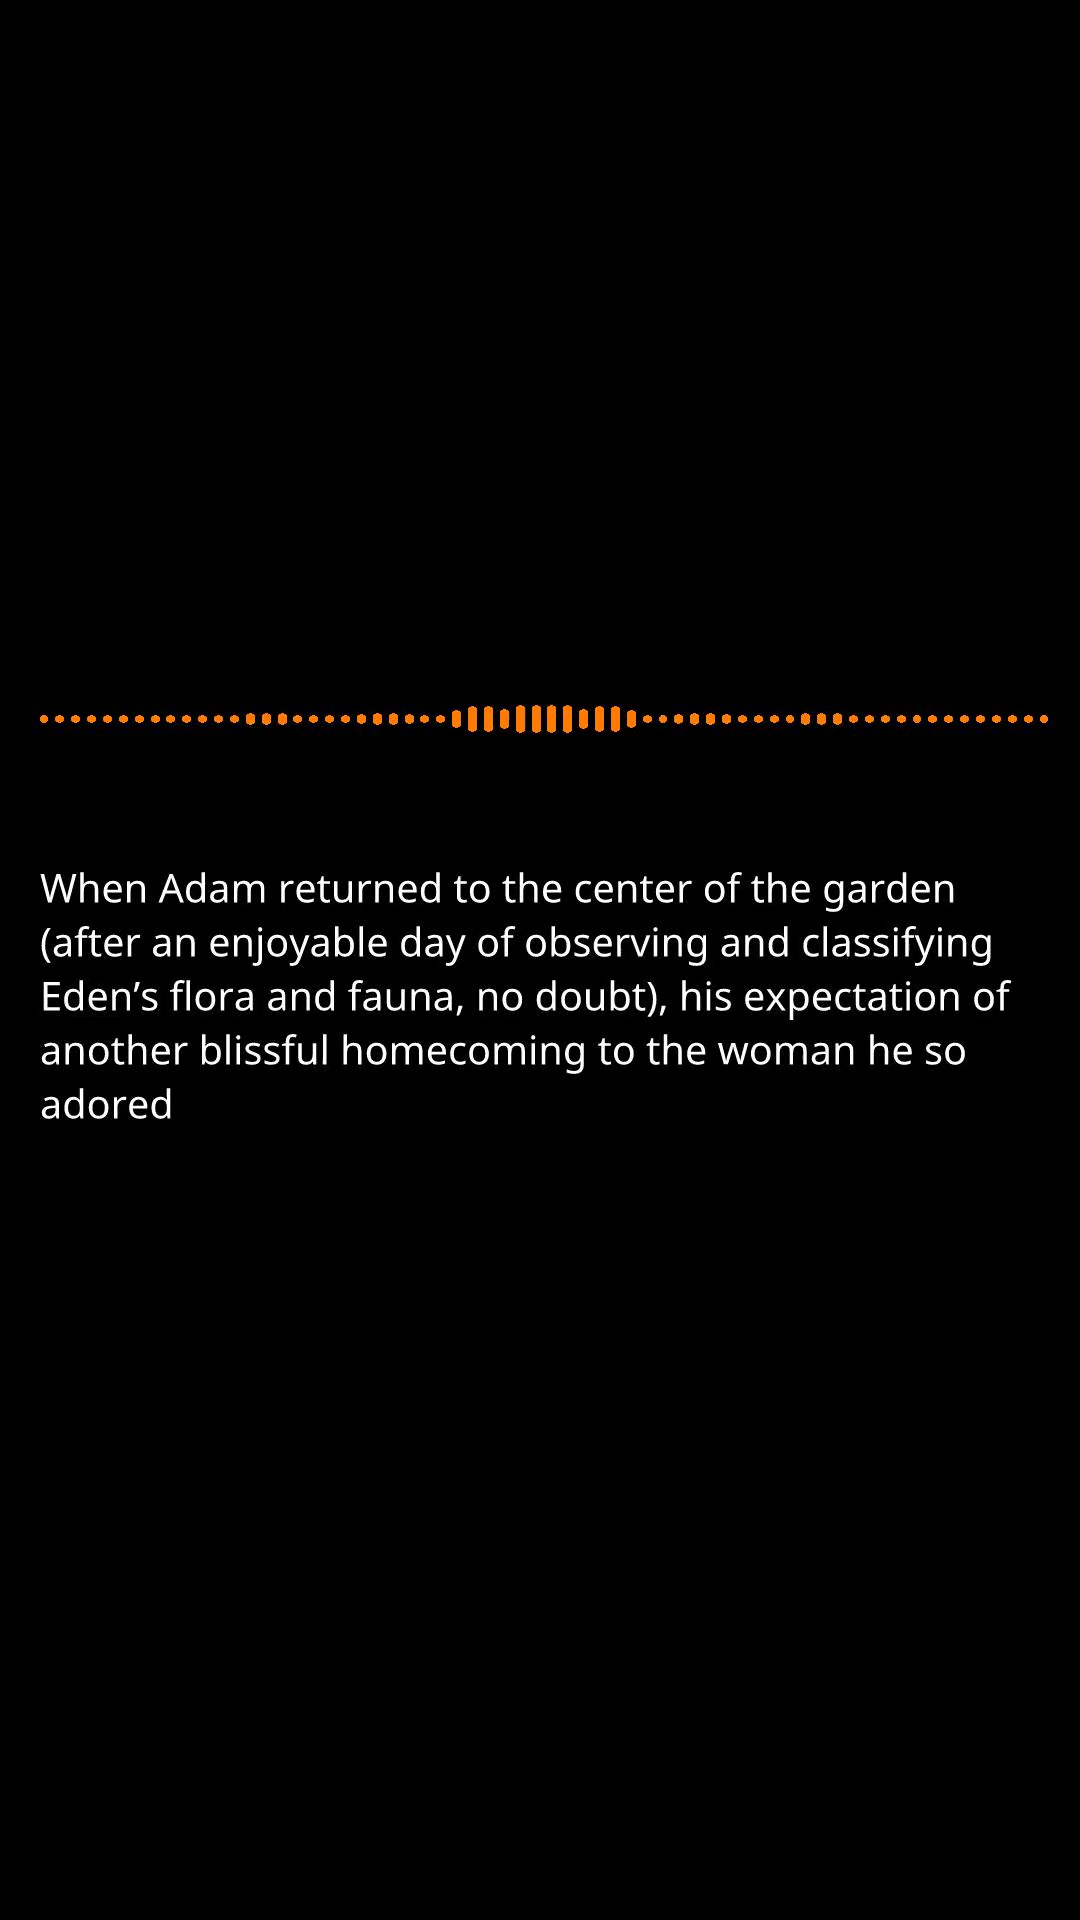 When Adam returned to the center of the garden
(after an enjoyable day of observing and classifying
Eden’s flora and fauna, no doubt), his expectation of
another blissful homecoming to the woman he so
adored